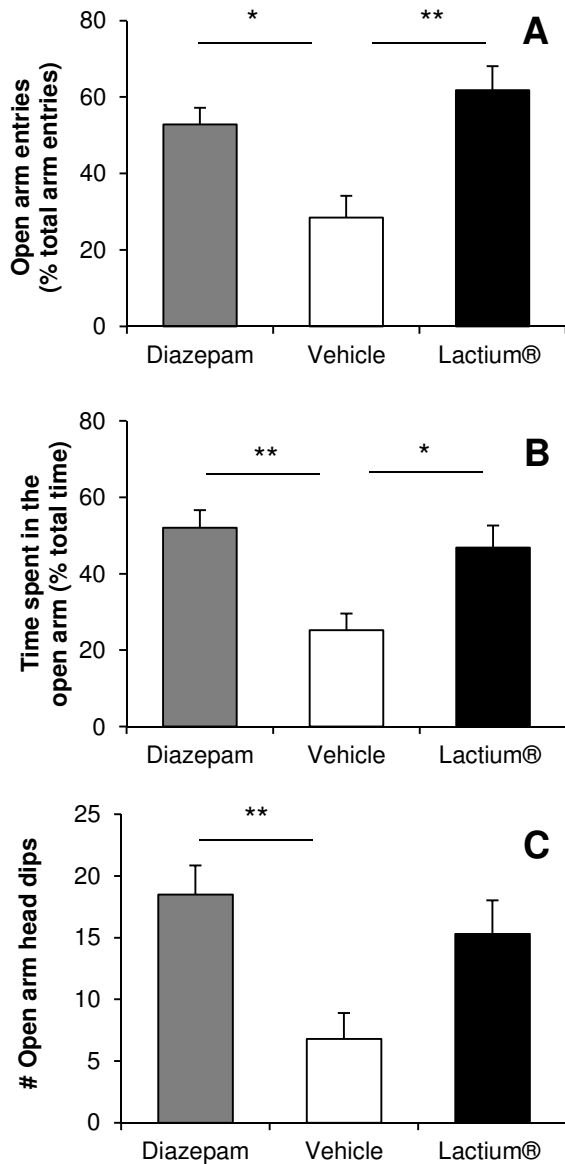 A
* **
Open arm entries
(% total arm entries)
80
60
40
20
0
Diazepam Vehicle Lactium®
B
** *
Time spent in the
open arm (% total time)
80
60
40
20
0
Diazepam Vehicle Lactium®
C
**
# Open arm head dips
25
20
15
10
5
0
Diazepam Vehicle Lactium®